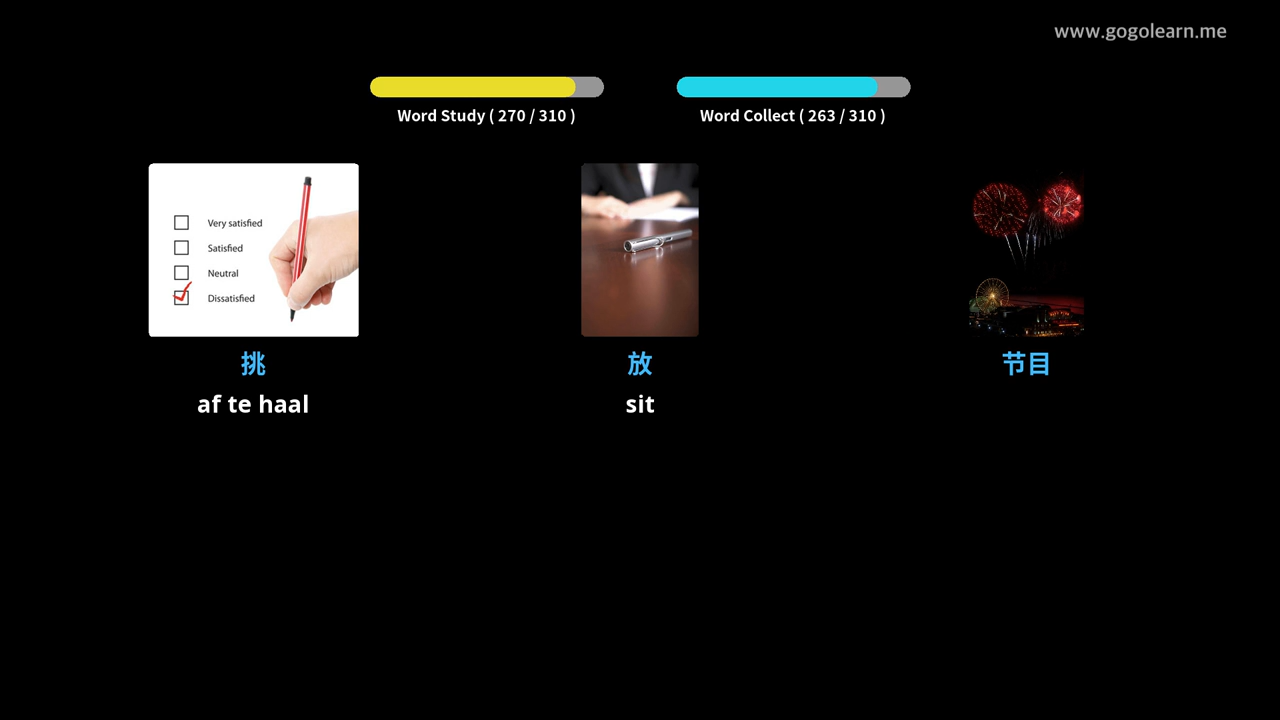 www.gogolearn.me
Word Study ( 270 / 310 )
Word Collect ( 263 / 310 )
Very satisfied
Satisfied
Neutral
Dissatisfied
挑
放
节目
af te haal
sit